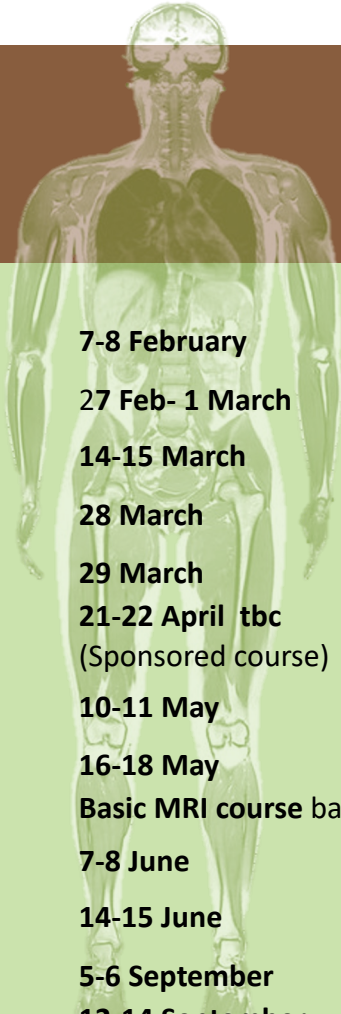 7-8 February
27 Feb- 1 March
14-15 March
28 March
29 March
21-22 April tbc
(Sponsored course)
10-11 May
16-18 May
Basic MRI course ba
7-8 June
14-15 June
5-6 September